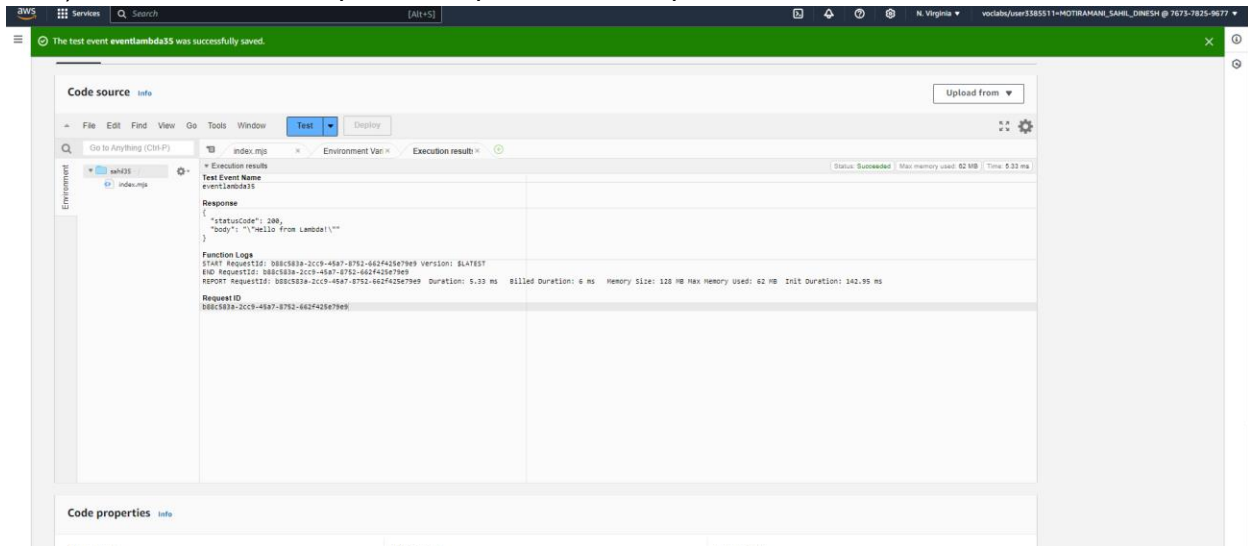 aws Services Search [Alt+S] N. Virginia voclabs/user3385511=MOTIRAMANI_SAHIL_DINESH @ 7673-7825-9677
The test event eventlambda35 was successfully saved.
Code source Info Upload from
File Edit Find View Go Tools Window Test Deploy
Go to Anything (Ctrl-P) index.mjs Environment Vari Execution result:
Environment
sahil35 /
index.mjs
Execution results Status: Succeeded Max memory used: 62 MB Time: 5.33 ms
Test Event Name
eventlambda35
Response
{
"statusCode": 200,
"body": "\"Hello from Lambda!\""
}
Function Logs
START RequestId: b88c583a-2cc9-45a7-8752-662f425e79e9 Version: $LATEST
END RequestId: b88c583a-2cc9-45a7-8752-662f425e79e9
REPORT RequestId: b88c583a-2cc9-45a7-8752-662f425e79e9 Duration: 5.33 ms Billed Duration: 6 ms Memory Size: 128 MB Max Memory Used: 62 MB Init Duration: 142.95 ms
Request ID
b88c583a-2cc9-45a7-8752-662f425e79e9
Code properties Info